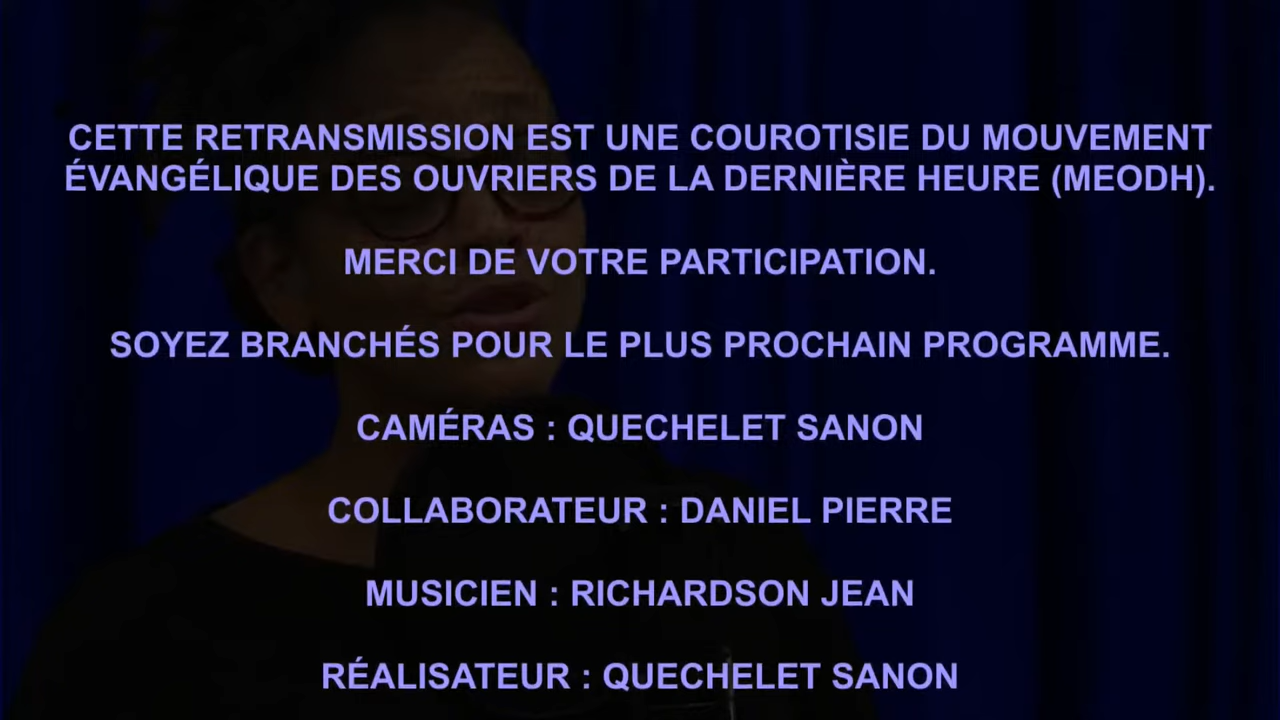 CETTE RETRANSMISSION EST UNE COUROTISIE DU MOUVEMENT
ÉVANGÉLIQUE DES OUVRIERS DE LA DERNIÈRE HEURE (MEODH).
MERCI DE VOTRE PARTICIPATION.
SOYEZ BRANCHÉS POUR LE PLUS PROCHAIN PROGRAMME.
CAMÉRAS : QUECHELET SANON
COLLABORATEUR : DANIEL PIERRE
MUSICIEN : RICHARDSON JEAN
RÉALISATEUR : QUECHELET SANON